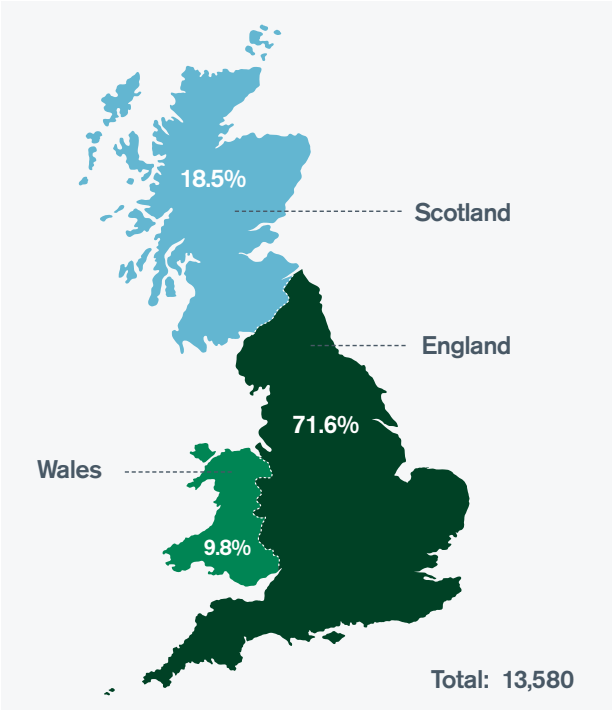 18.5%
Scotland
England
71.6%
Wales
9.8%
Total: 13,580